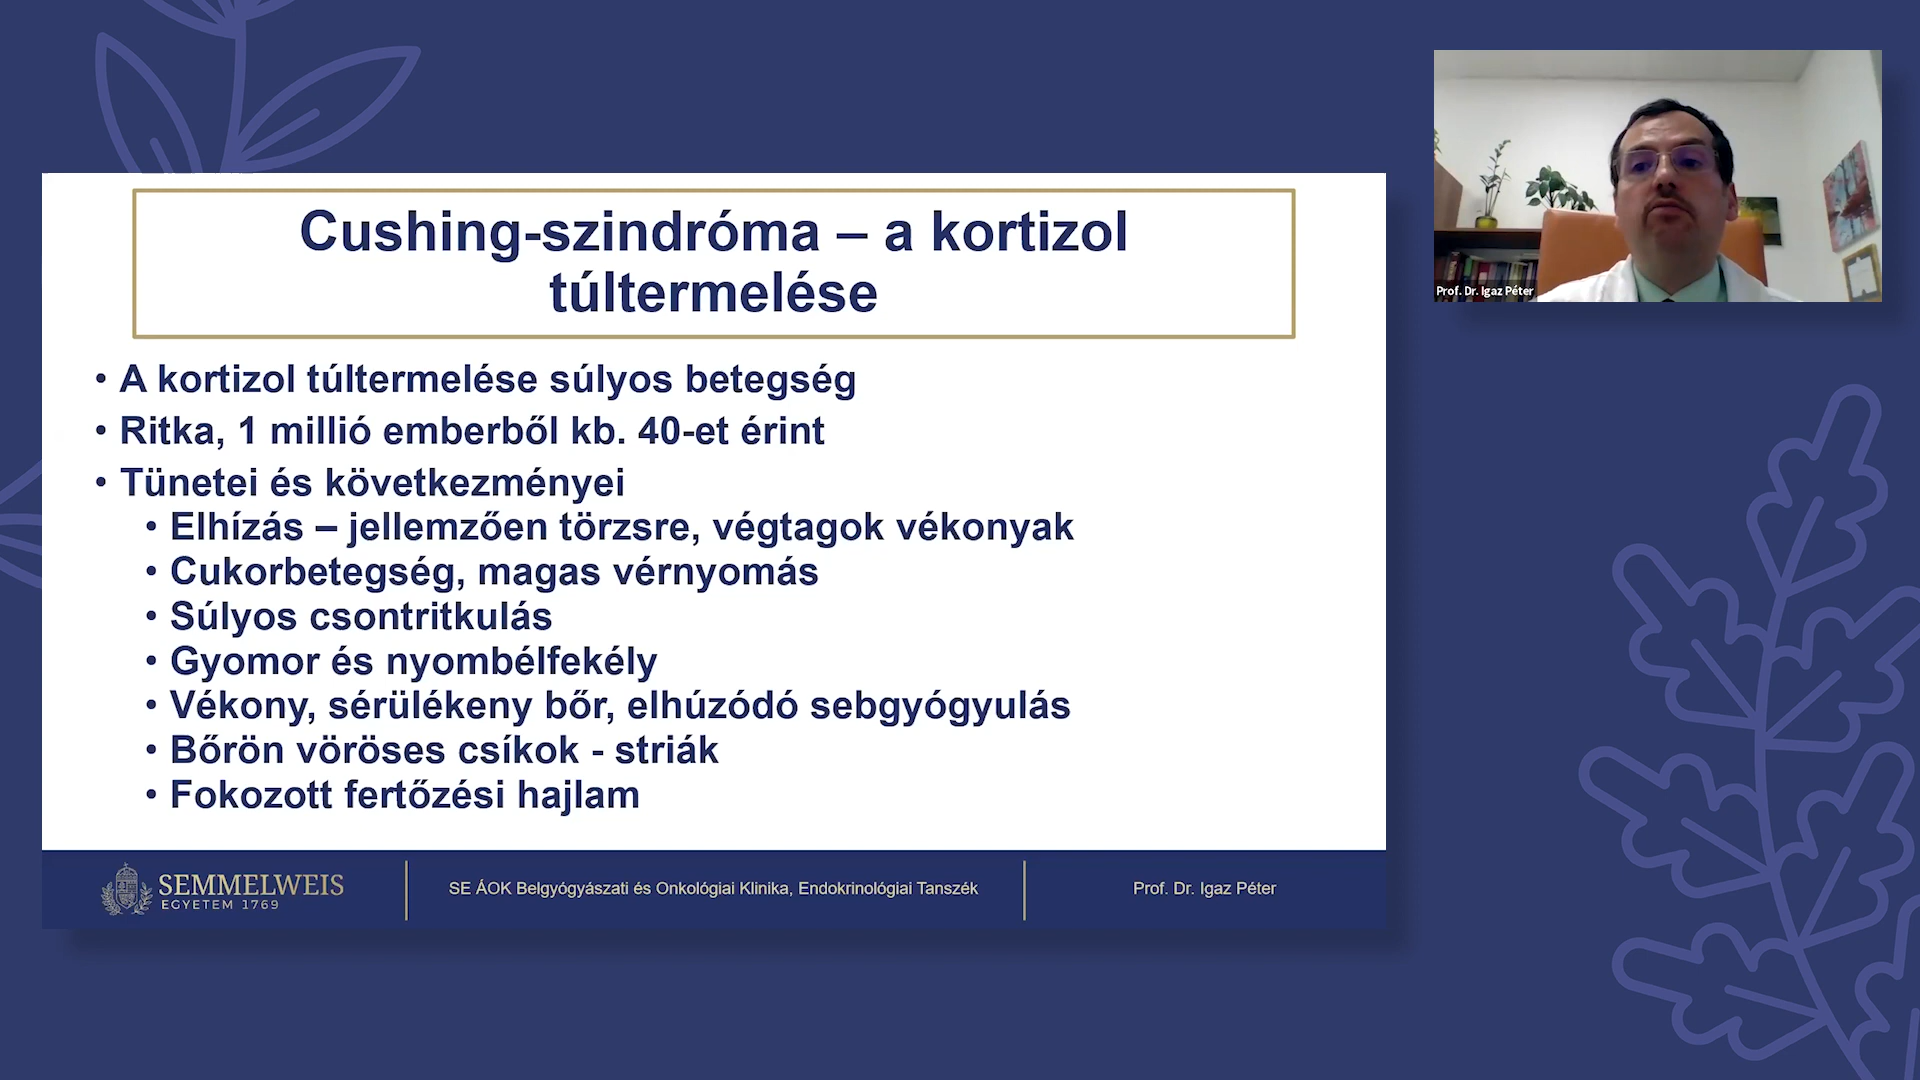 Cushing-szindróma – a kortizol
túltermelése
• A kortizol túltermelése súlyos betegség
• Ritka, 1 millió emberből kb. 40-et érint
• Tünetei és következményei
• Elhízás – jellemzően törzsre, végtagok vékonyak
• Cukorbetegség, magas vérnyomás
• Súlyos csontritkulás
• Gyomor és nyombélfekély
• Vékony, sérülékeny bőr, elhúzódó sebgyógyulás
• Bőrön vöröses csíkok - striák
• Fokozott fertőzési hajlam
SEMMELWEIS
EGYETEM 1769
SE ÁOK Belgyógyászati és Onkológiai Klinika, Endokrinológiai Tanszék
Prof. Dr. Igaz Péter
Prof. Dr. Igaz Péter